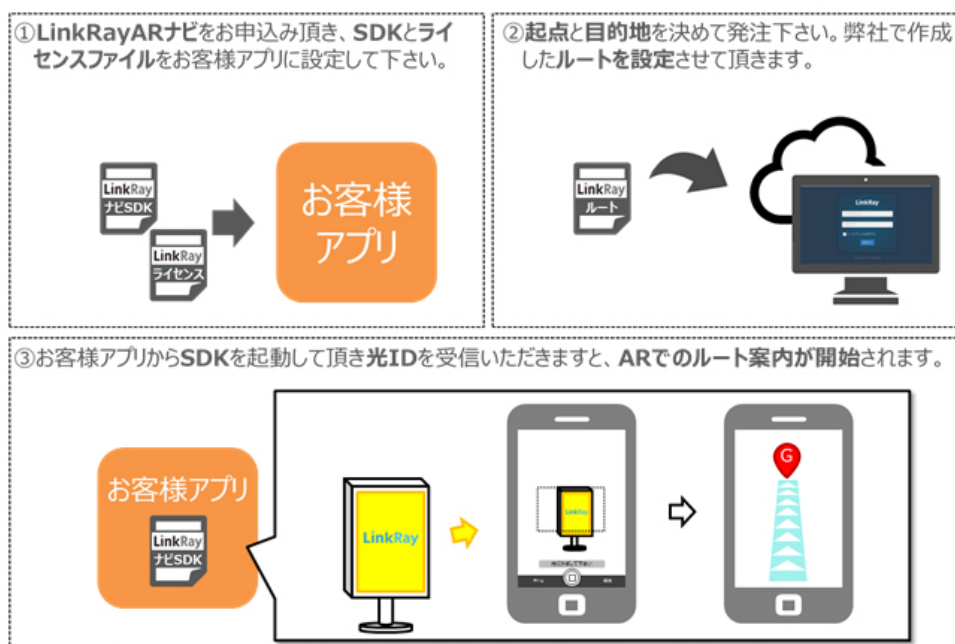 ①LinkRayARナビをお申込み頂き、SDKとライ
センスファイルをお客様アプリに設定して下さい。
LinkRay
ナビSDK
LinkRay
ライセンス
お客様
アプリ
②起点と目的地を決めて発注下さい。弊社で作成
したルートを設定させて頂きます。
LinkRay
ルート
LinkRay
③お客様アプリからSDKを起動して頂き光IDを受信いただきますと、ARでのルート案内が開始されます。
お客様アプリ
LinkRay
ナビSDK
LinkRay
LinkRay
G